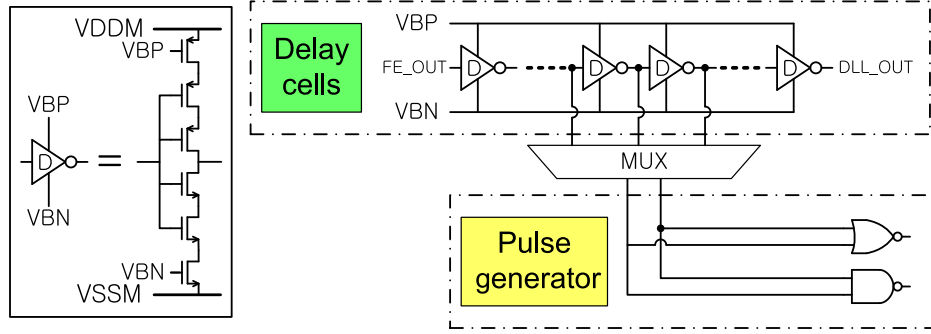 VDDM
VBP
VBP
D
VBN
VBN
VSSM
Delay
cells
VBP
FE_OUT
D
D
D
D
DLL_OUT
VBN
MUX
Pulse
generator